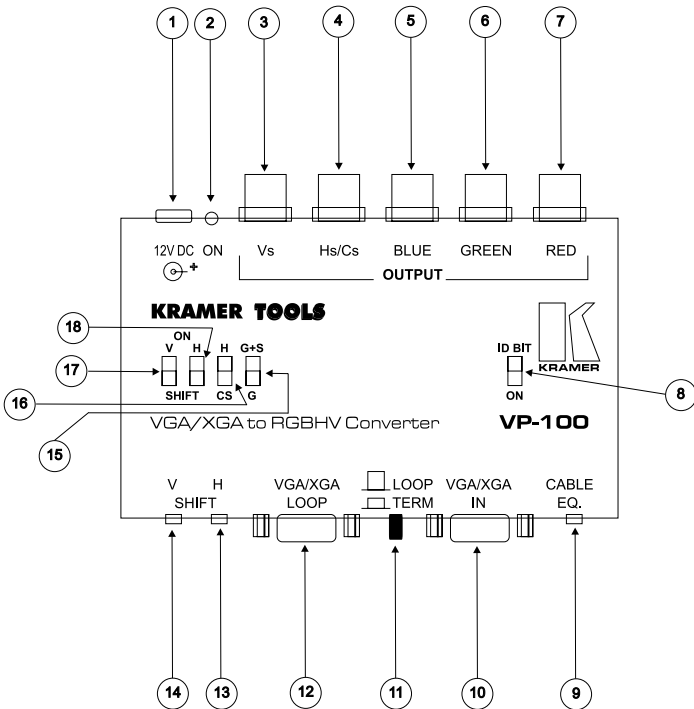 1 2 3 4 5 6 7
12V DC ON Vs Hs/Cs BLUE GREEN RED
+
OUTPUT
KRAMER TOOLS
KRAMER
18
ON
V H H G+S
ID BIT
17
8
SHIFT CS G
ON
16
VGA/XGA to RGBHV Converter
VP-100
15
V H
SHIFT
VGA/XGA
LOOP
LOOP
TERM
VGA/XGA
IN
CABLE
EQ.
14 13 12 11 10 9